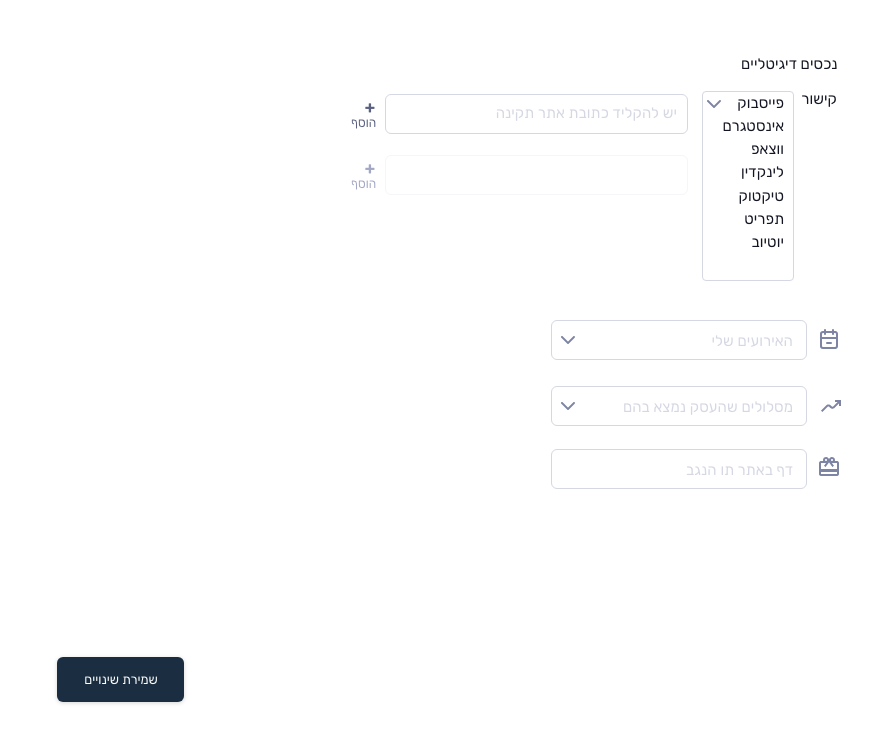 נכסים דיגיטליים
קישור
פייסבוק
אינסטגרם
ווצאפ
לינקדין
טיקטוק
תפריט
יוטיוב
יש להקליד כתובת אתר תקינה
+
הוסף
+
הוסף
האירועים שלי
מסלולים שהעסק נמצא בהם
דף באתר תו הנגב
שמירת שינויים